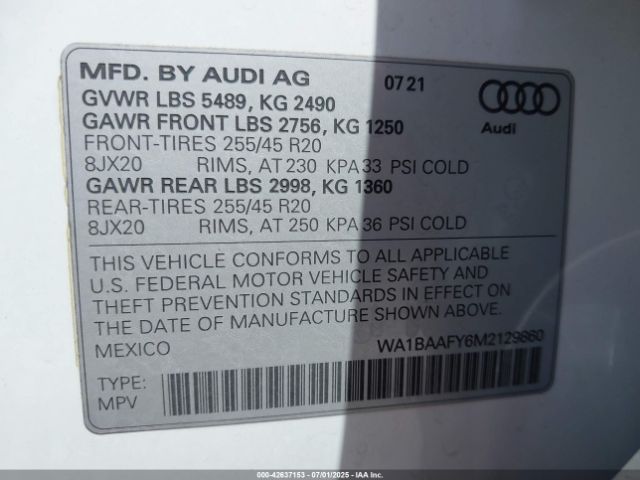 MFD. BY AUDI AG 07 21
GVWR LBS 5489, KG 2490
GAWR FRONT LBS 2756, KG 1250
Audi
FRONT-TIRES 255/45 R20
8JX20 RIMS, AT 230 KPA 33 PSI COLD
GAWR REAR LBS 2998, KG 1360
REAR-TIRES 255/45 R20
8JX20 RIMS, AT 250 KPA 36 PSI COLD
THIS VEHICLE CONFORMS TO ALL APPLICABLE
U.S. FEDERAL MOTOR VEHICLE SAFETY AND
THEFT PREVENTION STANDARDS IN EFFECT ON
THE DATE OF MANUFACTURE SHOWN ABOVE.
MEXICO WA1BAAFY6M2129860
TYPE:
MPV
000-42637153 - 07/01/2025 - IAAI.COM